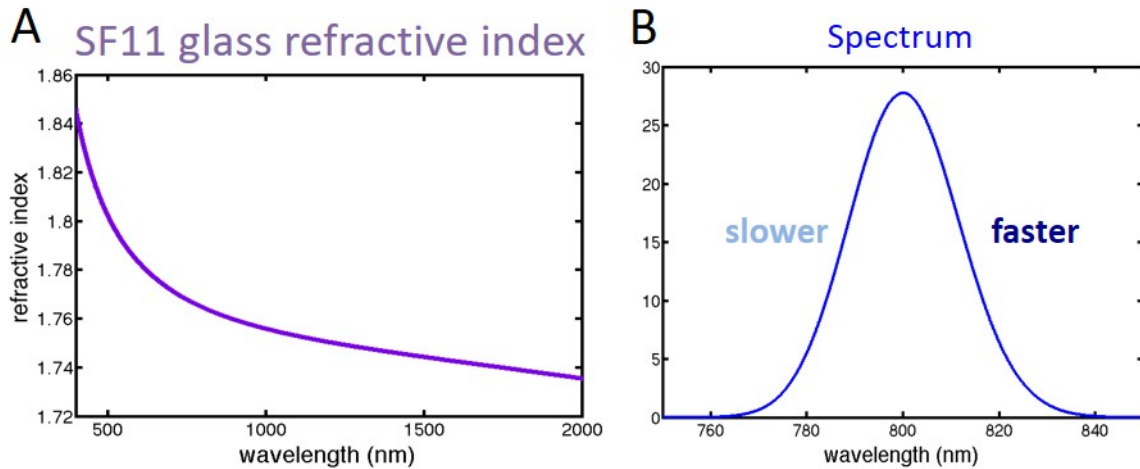 A
SF11 glass refractive index
1.86
1.84
1.82
1.8
1.78
1.76
1.74
1.72
refractive index
500
1000
1500
2000
wavelength (nm)
B
Spectrum
30
25
20
15
10
5
0
slower
faster
760
780
800
820
840
wavelength (nm)